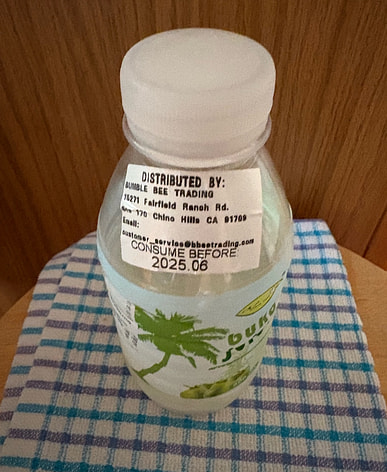 DISTRIBUTED BY:
BUMBLE BEE TRADING
15271 Fairfield Ranch Rd.
170 Chino Hills CA 91709
Email:
customer_service@bbeetrading.com
CONSUME BEFORE:
2025.06
buko